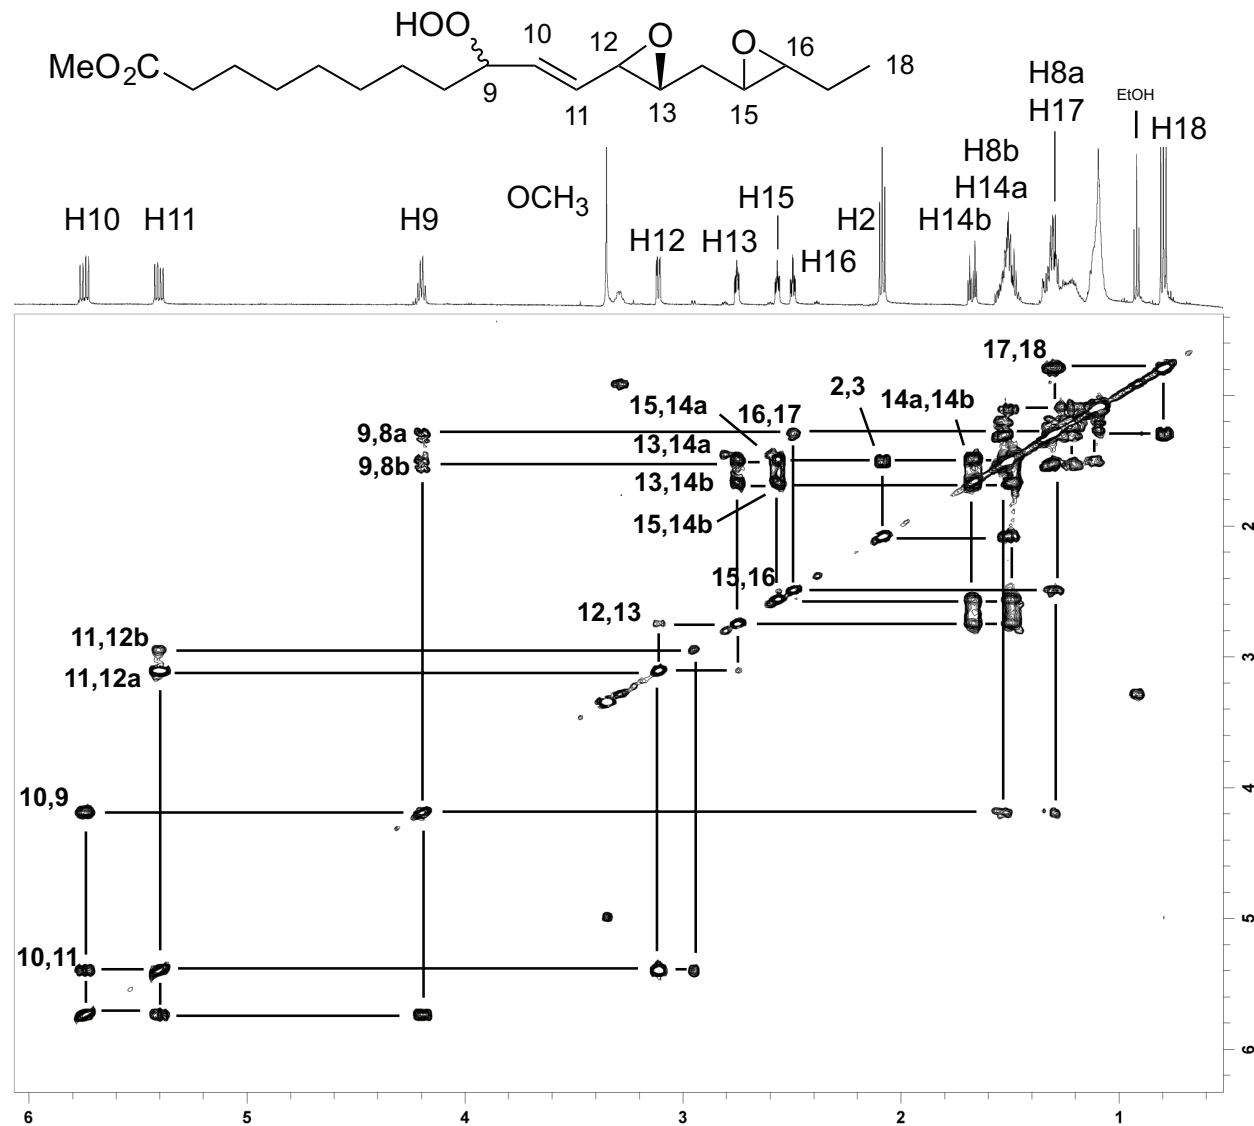 HOO
10
12
O
O
16
MeO2C
18
9
13
15
11
H8a
H17
EtOH
H18
H8b
H14a
OCH3
H15
H2
H14b
H10
H11
H9
H12
H13
H16
17,18
2,3
15,14a
16,17
14a,14b
9,8a
13,14a
9,8b
13,14b
15,14b
2
15,16
12,13
11,12b
3
11,12a
10,9
4
5
10,11
6
6
5
4
3
2
1